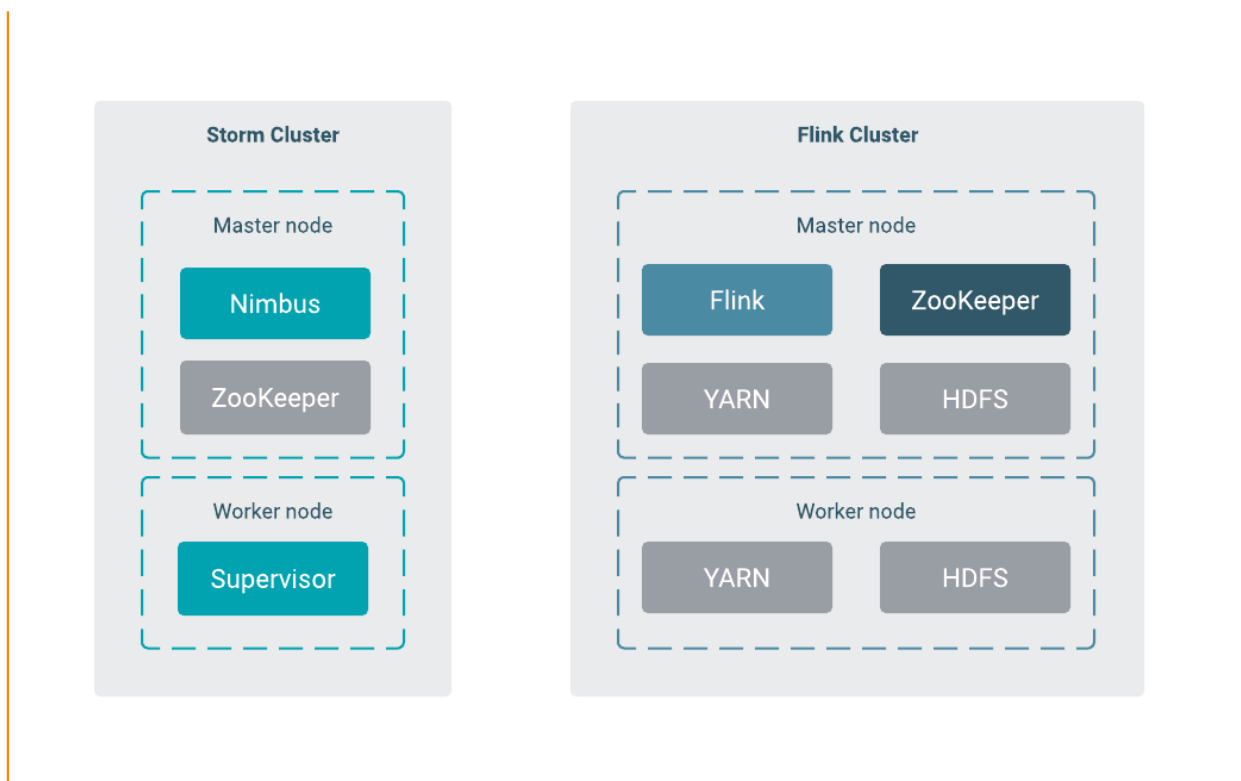 Storm Cluster
Master node
Nimbus
ZooKeeper
Worker node
Supervisor
Flink Cluster
Master node
Flink ZooKeeper
YARN HDFS
Worker node
YARN HDFS